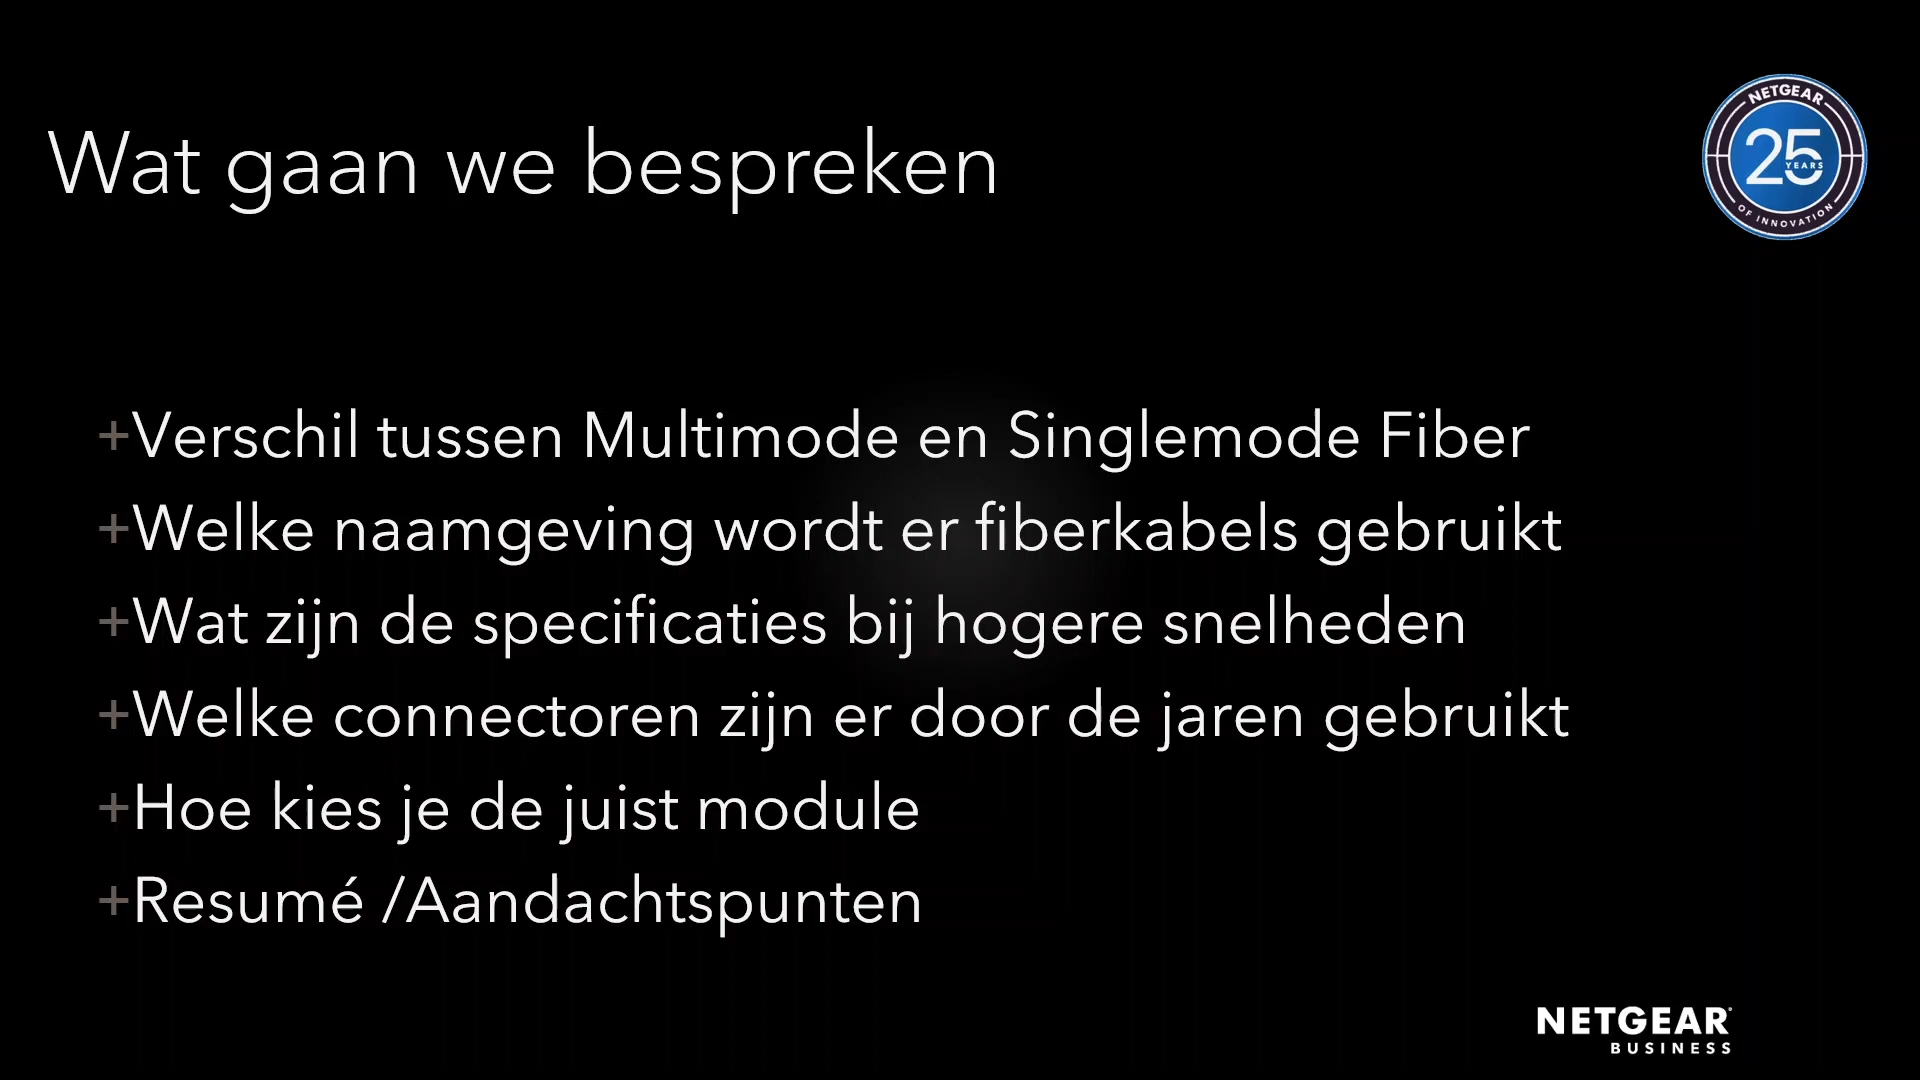 Wat gaan we bespreken
NETGEAR
25
YEARS
OF INNOVATION
+Verschil tussen Multimode en Singlemode Fiber
+Welke naamgeving wordt er fiberkabels gebruikt
+Wat zijn de specificaties bij hogere snelheden
+Welke connectoren zijn er door de jaren gebruikt
+Hoe kies je de juist module
+Resumé /Aandachtspunten
NETGEAR
BUSINESS